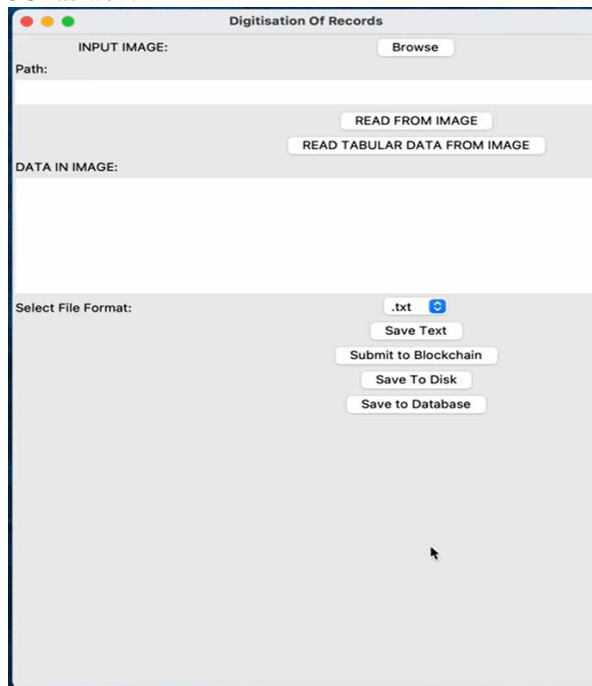 Digitisation Of Records
INPUT IMAGE: Browse
Path:
READ FROM IMAGE
READ TABULAR DATA FROM IMAGE
DATA IN IMAGE:
Select File Format: .txt
Save Text
Submit to Blockchain
Save To Disk
Save to Database